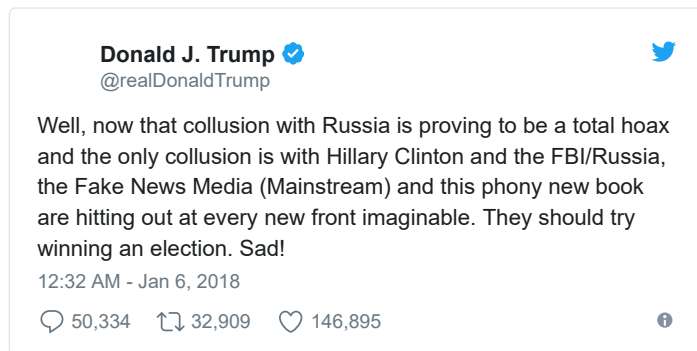 Donald J. Trump
@realDonaldTrump
Well, now that collusion with Russia is proving to be a total hoax
and the only collusion is with Hillary Clinton and the FBI/Russia,
the Fake News Media (Mainstream) and this phony new book
are hitting out at every new front imaginable. They should try
winning an election. Sad!
12:32 AM - Jan 6, 2018
50,334 32,909 146,895